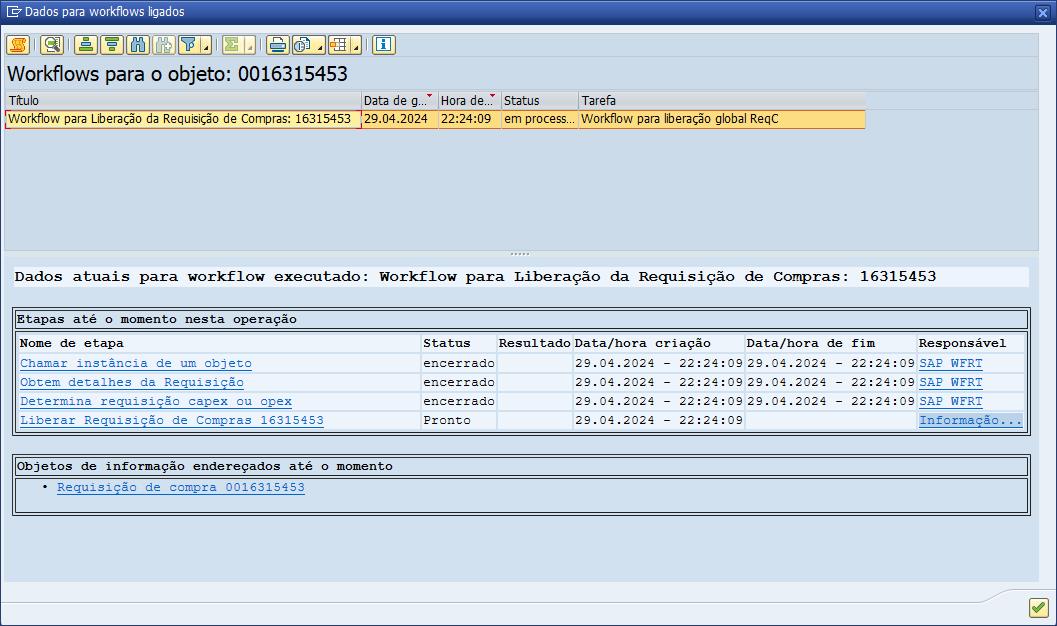 Dados para workflows ligados
Workflows para o objeto: 0016315453
Título Data de g... Hora de... Status Tarefa
Workflow para Liberação da Requisição de Compras: 16315453 29.04.2024 22:24:09 em process... Workflow para liberação global ReqC
Dados atuais para workflow executado: Workflow para Liberação da Requisição de Compras: 16315453
Etapas até o momento nesta operação
Nome de etapa Status Resultado Data/hora criação Data/hora de fim Responsável
Chamar instância de um objeto encerrado 29.04.2024 - 22:24:09 29.04.2024 - 22:24:09 SAP WFRT
Obtem detalhes da Requisição encerrado 29.04.2024 - 22:24:09 29.04.2024 - 22:24:09 SAP WFRT
Determina requisição capex ou opex encerrado 29.04.2024 - 22:24:09 29.04.2024 - 22:24:09 SAP WFRT
Liberar Requisição de Compras 16315453 Pronto 29.04.2024 - 22:24:09 Informação...
Objetos de informação endereçados até o momento
• Requisição de compra 0016315453